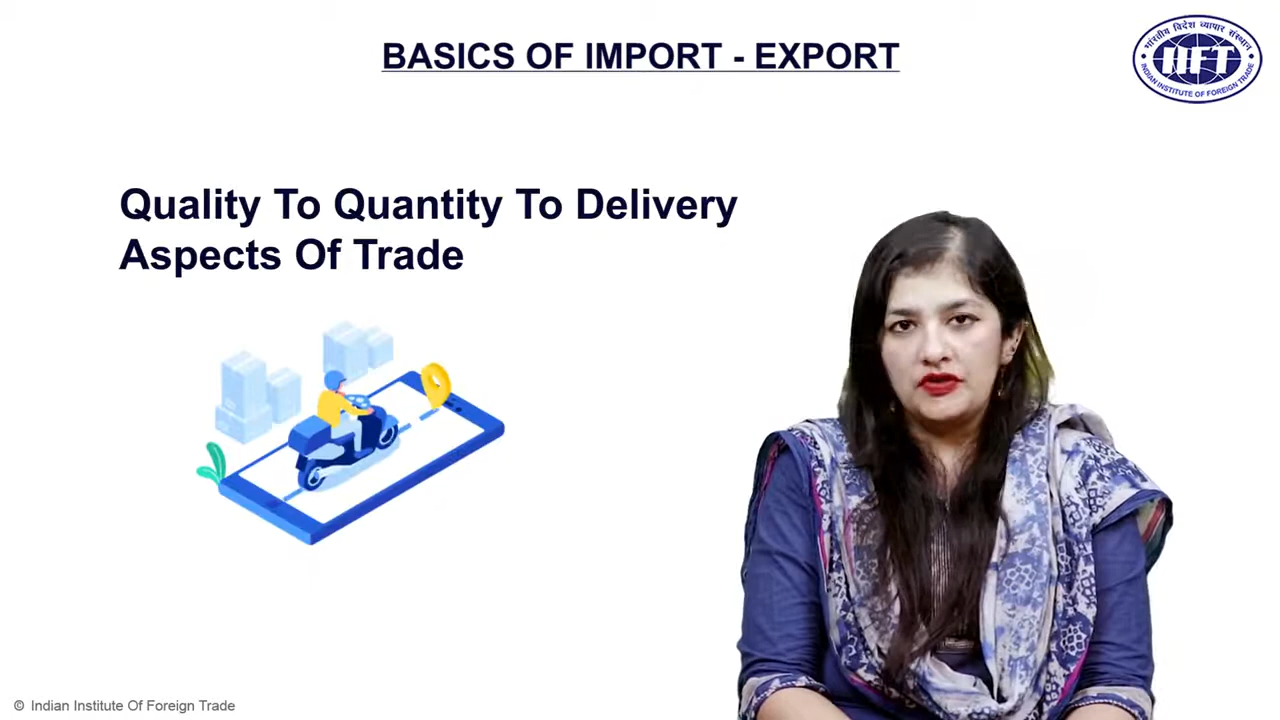 BASICS OF IMPORT - EXPORT
भारतीय विदेश व्यापार संस्थान
IIFT
INDIAN INSTITUTE OF FOREIGN TRADE
Quality To Quantity To Delivery
Aspects Of Trade
© Indian Institute Of Foreign Trade